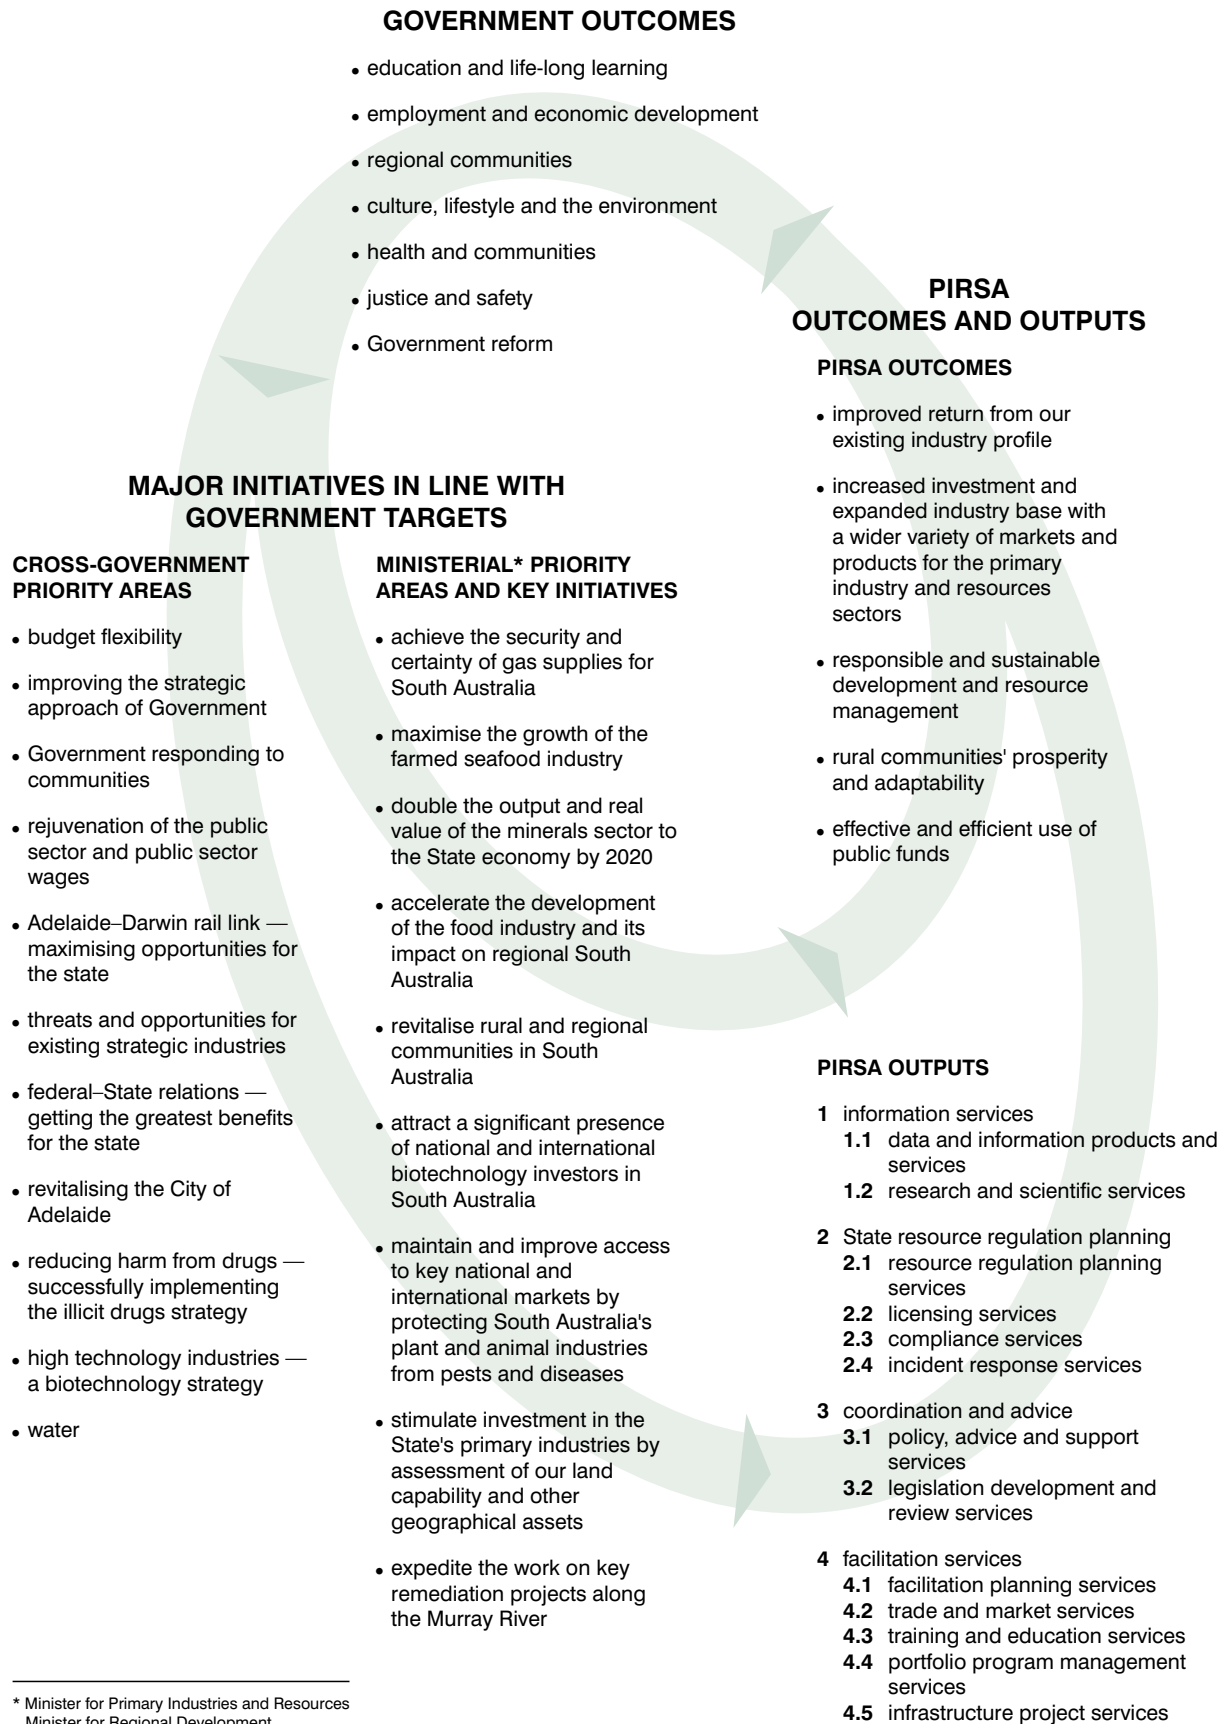 GOVERNMENT OUTCOMES
• education and life-long learning
• employment and economic development
• regional communities
• culture, lifestyle and the environment
• health and communities
• justice and safety
• Government reform
MAJOR INITIATIVES IN LINE WITH
GOVERNMENT TARGETS
CROSS-GOVERNMENT
PRIORITY AREAS
• budget flexibility
• improving the strategic
approach of Government
• Government responding to
communities
• rejuvenation of the public
sector and public sector
wages
• Adelaide–Darwin rail link —
maximising opportunities for
the state
• threats and opportunities for
existing strategic industries
• federal–State relations —
getting the greatest benefits
for the state
• revitalising the City of
Adelaide
• reducing harm from drugs —
successfully implementing
the illicit drugs strategy
• high technology industries —
a biotechnology strategy
• water
MINISTERIAL* PRIORITY
AREAS AND KEY INITIATIVES
• achieve the security and
certainty of gas supplies for
South Australia
• maximise the growth of the
farmed seafood industry
• double the output and real
value of the minerals sector to
the State economy by 2020
• accelerate the development
of the food industry and its
impact on regional South
Australia
• revitalise rural and regional
communities in South
Australia
• attract a significant presence
of national and international
biotechnology investors in
South Australia
• maintain and improve access
to key national and
international markets by
protecting South Australia's
plant and animal industries
from pests and diseases
• stimulate investment in the
State's primary industries by
assessment of our land
capability and other
geographical assets
• expedite the work on key
remediation projects along
the Murray River
PIRSA
OUTCOMES AND OUTPUTS
PIRSA OUTCOMES
• improved return from our
existing industry profile
• increased investment and
expanded industry base with
a wider variety of markets and
products for the primary
industry and resources
sectors
• responsible and sustainable
development and resource
management
• rural communities' prosperity
and adaptability
• effective and efficient use of
public funds
PIRSA OUTPUTS
1 information services
1.1 data and information products and
services
1.2 research and scientific services
2 State resource regulation planning
2.1 resource regulation planning
services
2.2 licensing services
2.3 compliance services
2.4 incident response services
3 coordination and advice
3.1 policy, advice and support
services
3.2 legislation development and
review services
4 facilitation services
4.1 facilitation planning services
4.2 trade and market services
4.3 training and education services
4.4 portfolio program management
services
4.5 infrastructure project services
* Minister for Primary Industries and Resources
Minister for Regional Development